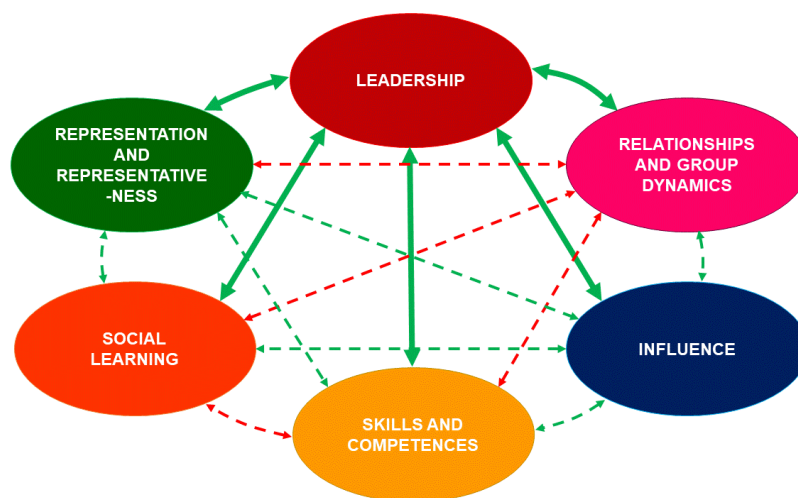 LEADERSHIP
REPRESENTATION
AND
REPRESENTATIVE
-NESS
RELATIONSHIPS
AND GROUP
DYNAMICS
SOCIAL
LEARNING
INFLUENCE
SKILLS AND
COMPETENCES